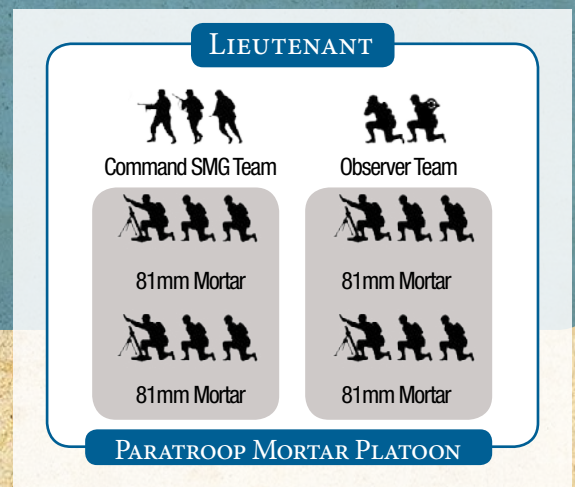 Lieutenant
Command SMG Team
Observer Team
81mm Mortar
81mm Mortar
81mm Mortar
81mm Mortar
Paratroop Mortar Platoon